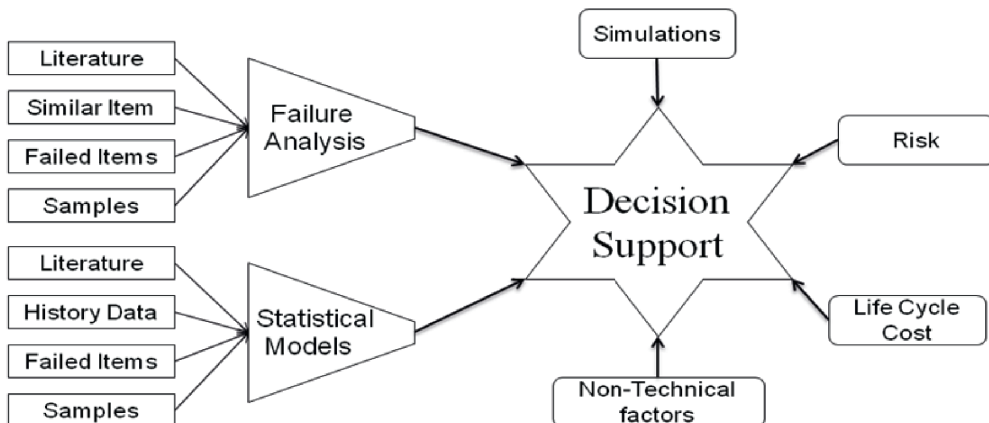 Literature
Similar Item
Failed Items
Samples
Failure
Analysis
Literature
History Data
Failed Items
Samples
Statistical
Models
Simulations
Decision
Support
Risk
Life Cycle
Cost
Non-Technical
factors